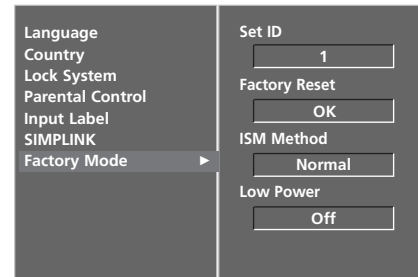 Language
Country
Lock System
Parental Control
Input Label
SIMPLINK
Factory Mode ►
Set ID
1
Factory Reset
OK
ISM Method
Normal
Low Power
Off